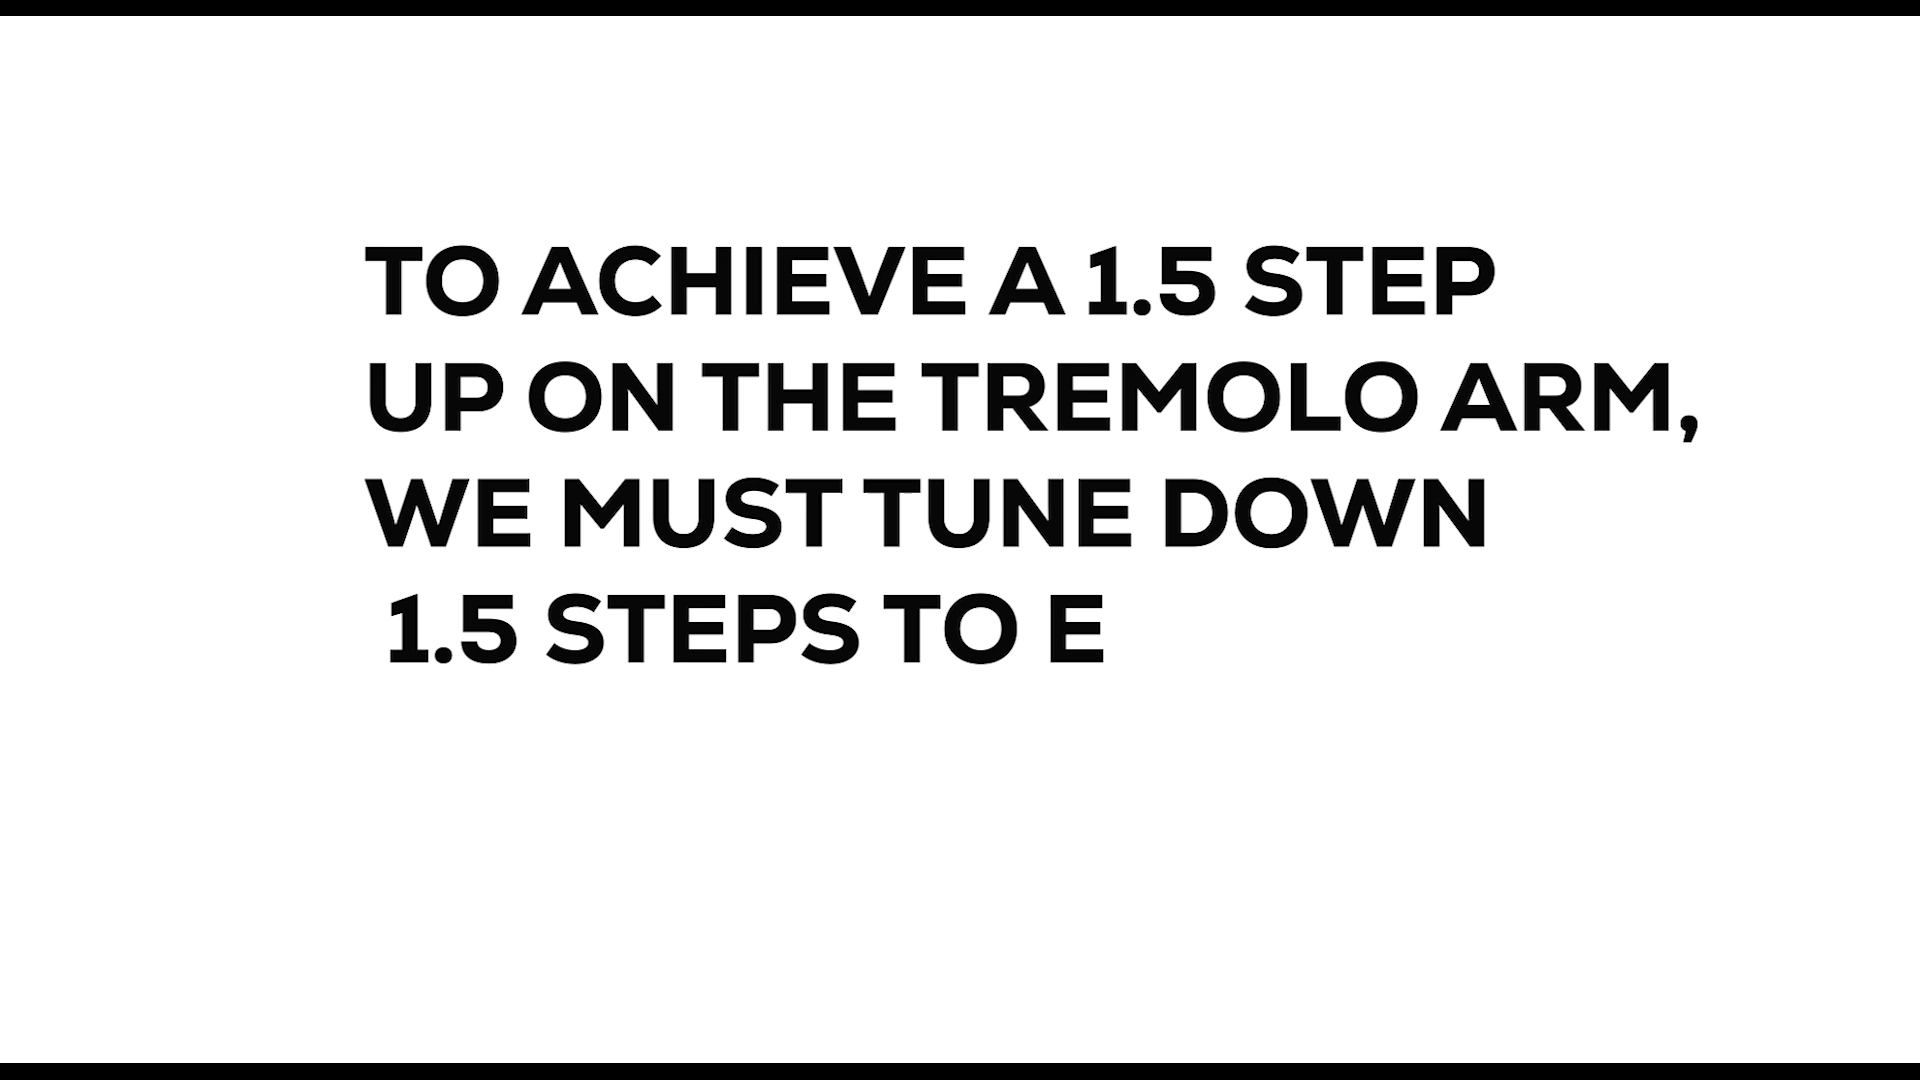 TO ACHIEVE A 1.5 STEP
UP ON THE TREMOLO ARM,
WE MUST TUNE DOWN
1.5 STEPS TO E